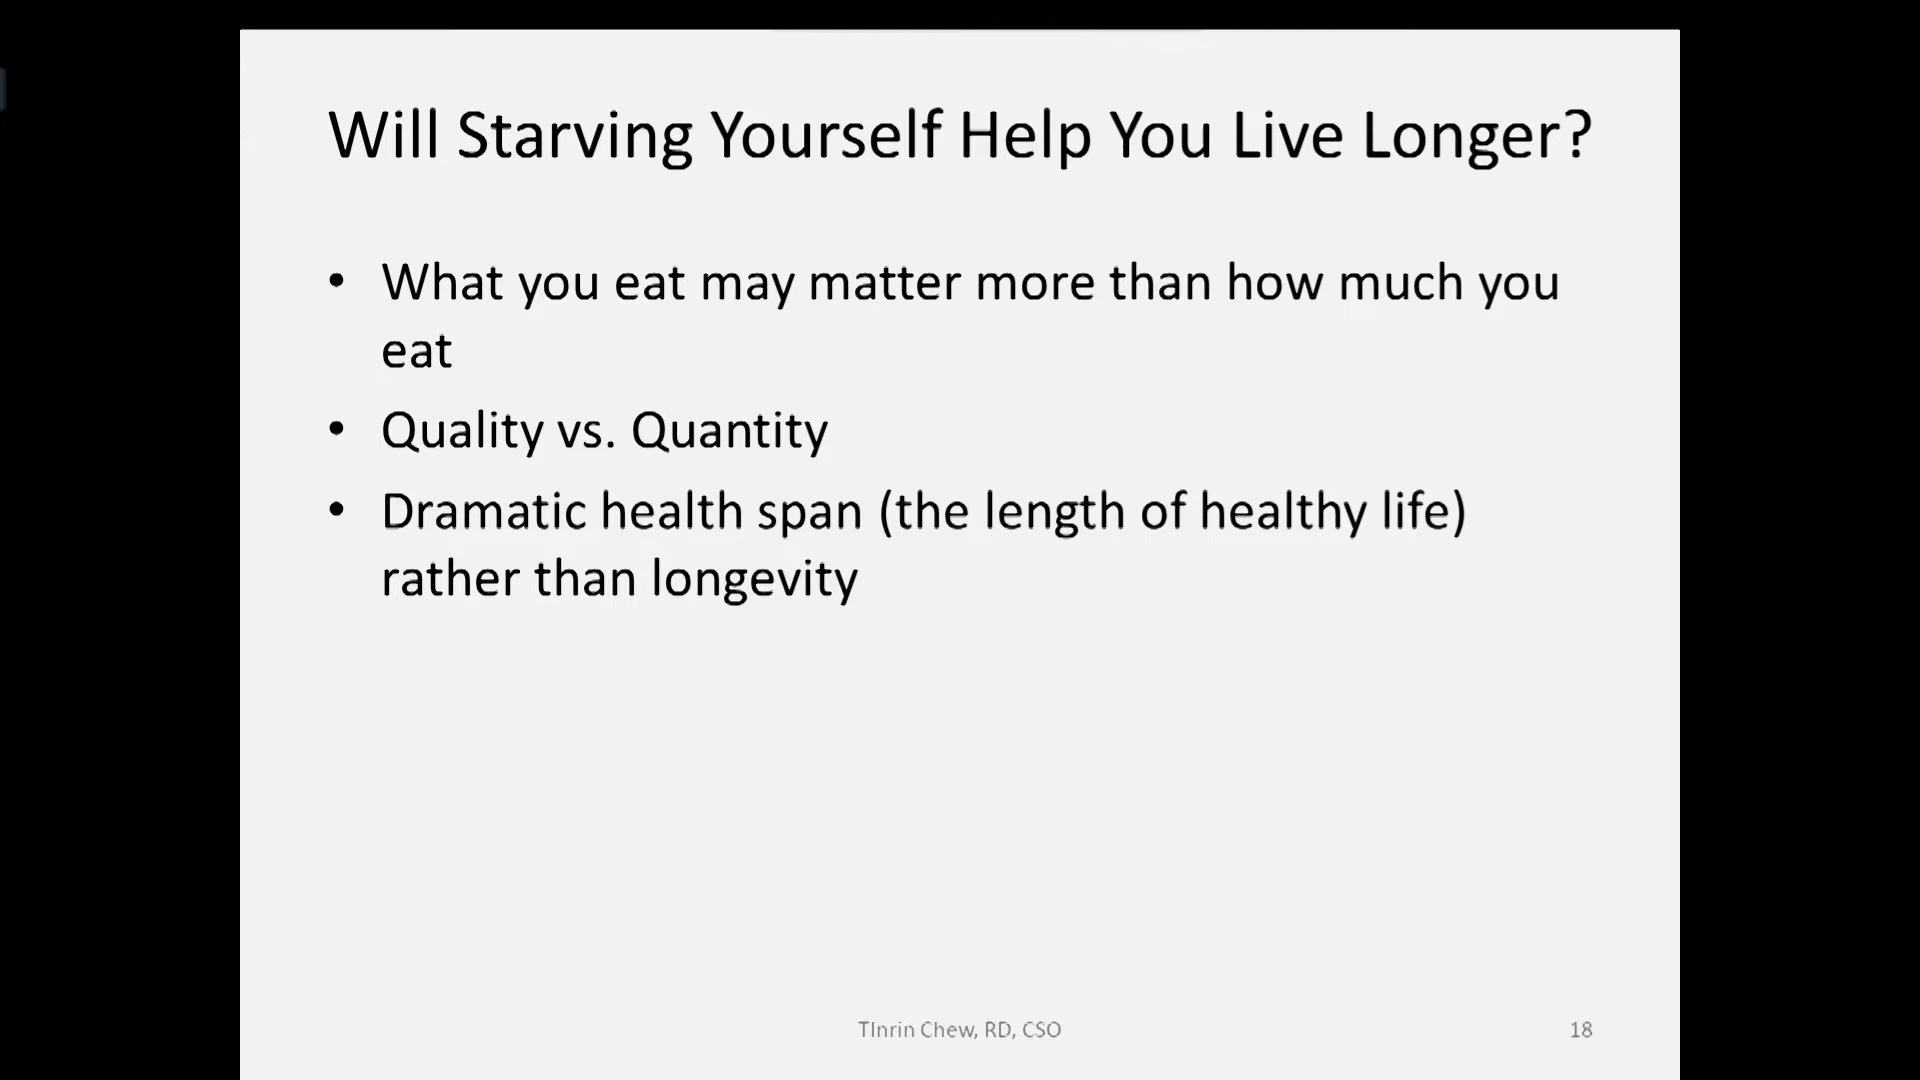 Will Starving Yourself Help You Live Longer?
• What you eat may matter more than how much you
eat
• Quality vs. Quantity
• Dramatic health span (the length of healthy life)
rather than longevity
TInrin Chew, RD, CSO
18